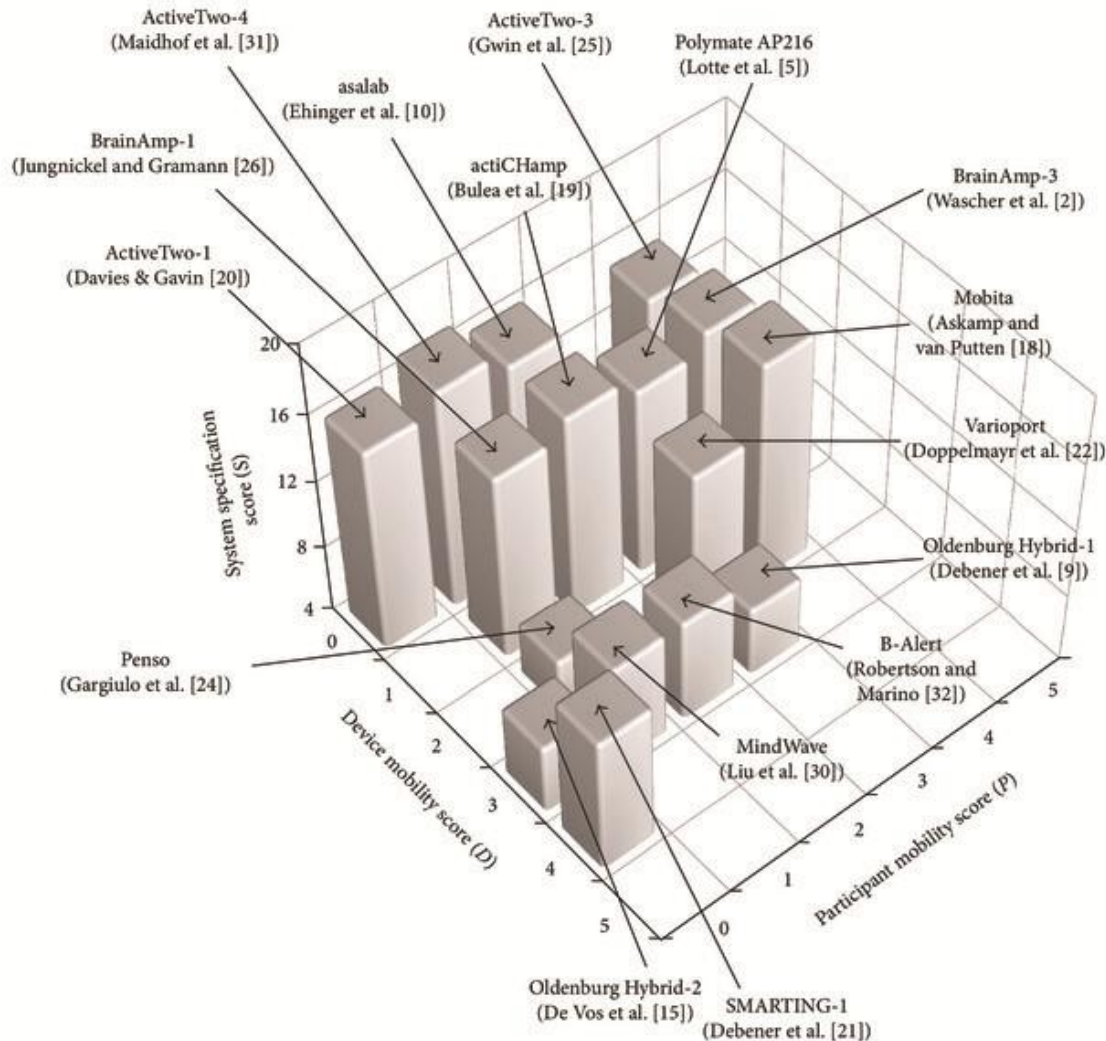 ActiveTwo-4
(Maidhof et al. [31])
ActiveTwo-3
(Gwin et al. [25])
Polymate AP216
(Lotte et al. [5])
asalab
(Ehinger et al. [10])
BrainAmp-1
(Jungnickel and Gramann [26])
actiCHamp
(Bulea et al. [19])
BrainAmp-3
(Wascher et al. [2])
ActiveTwo-1
(Davies & Gavin [20])
Mobita
(Askamp and
van Putten [18])
Varioport
(Doppelmayr et al. [22])
Oldenburg Hybrid-1
(Debener et al. [9])
B-Alert
(Robertson and
Marino [32])
Penso
(Gargiulo et al. [24])
MindWave
(Liu et al. [30])
Oldenburg Hybrid-2
(De Vos et al. [15])
SMARTING-1
(Debener et al. [21])
System specification
score (S)
20
16
12
8
4
Device mobility score (D)
0
1
2
3
4
5
Participant mobility score (P)
0
1
2
3
4
5